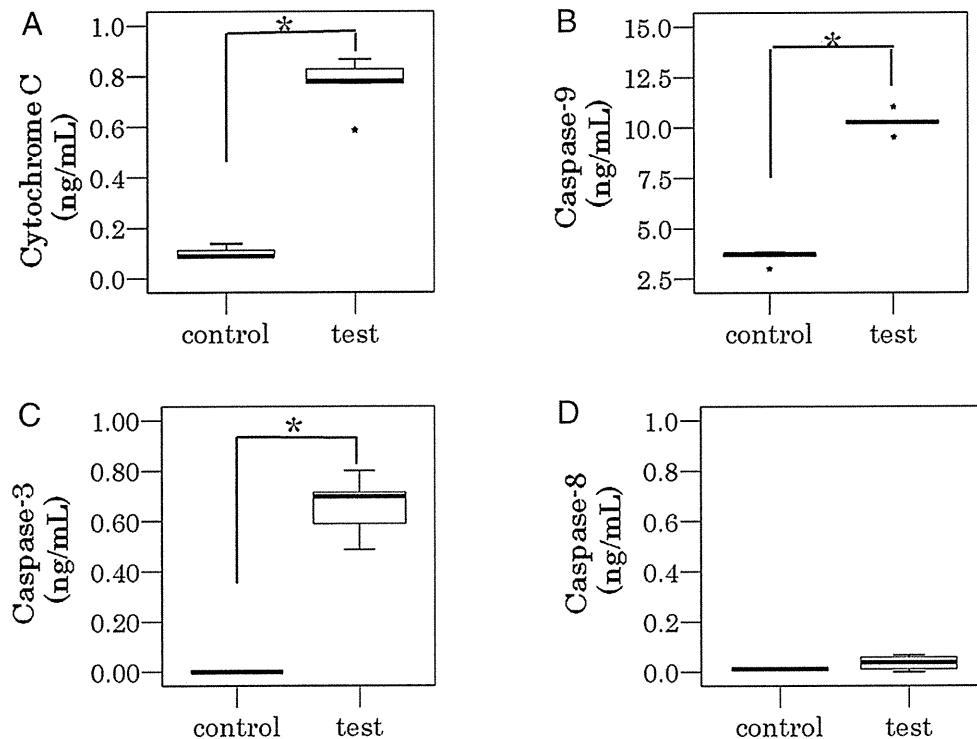 A
Cytochrome C
(ng/mL)
1.0
0.8
0.6
0.4
0.2
0.0
*
*
control
test
B
Caspase-9
(ng/mL)
15.0
12.5
10.0
7.5
5.0
2.5
*
*
*
*
control
test
C
Caspase-3
(ng/mL)
1.00
0.80
0.60
0.40
0.20
0.00
*
control
test
D
Caspase-8
(ng/mL)
1.0
0.8
0.6
0.4
0.2
0.0
control
test